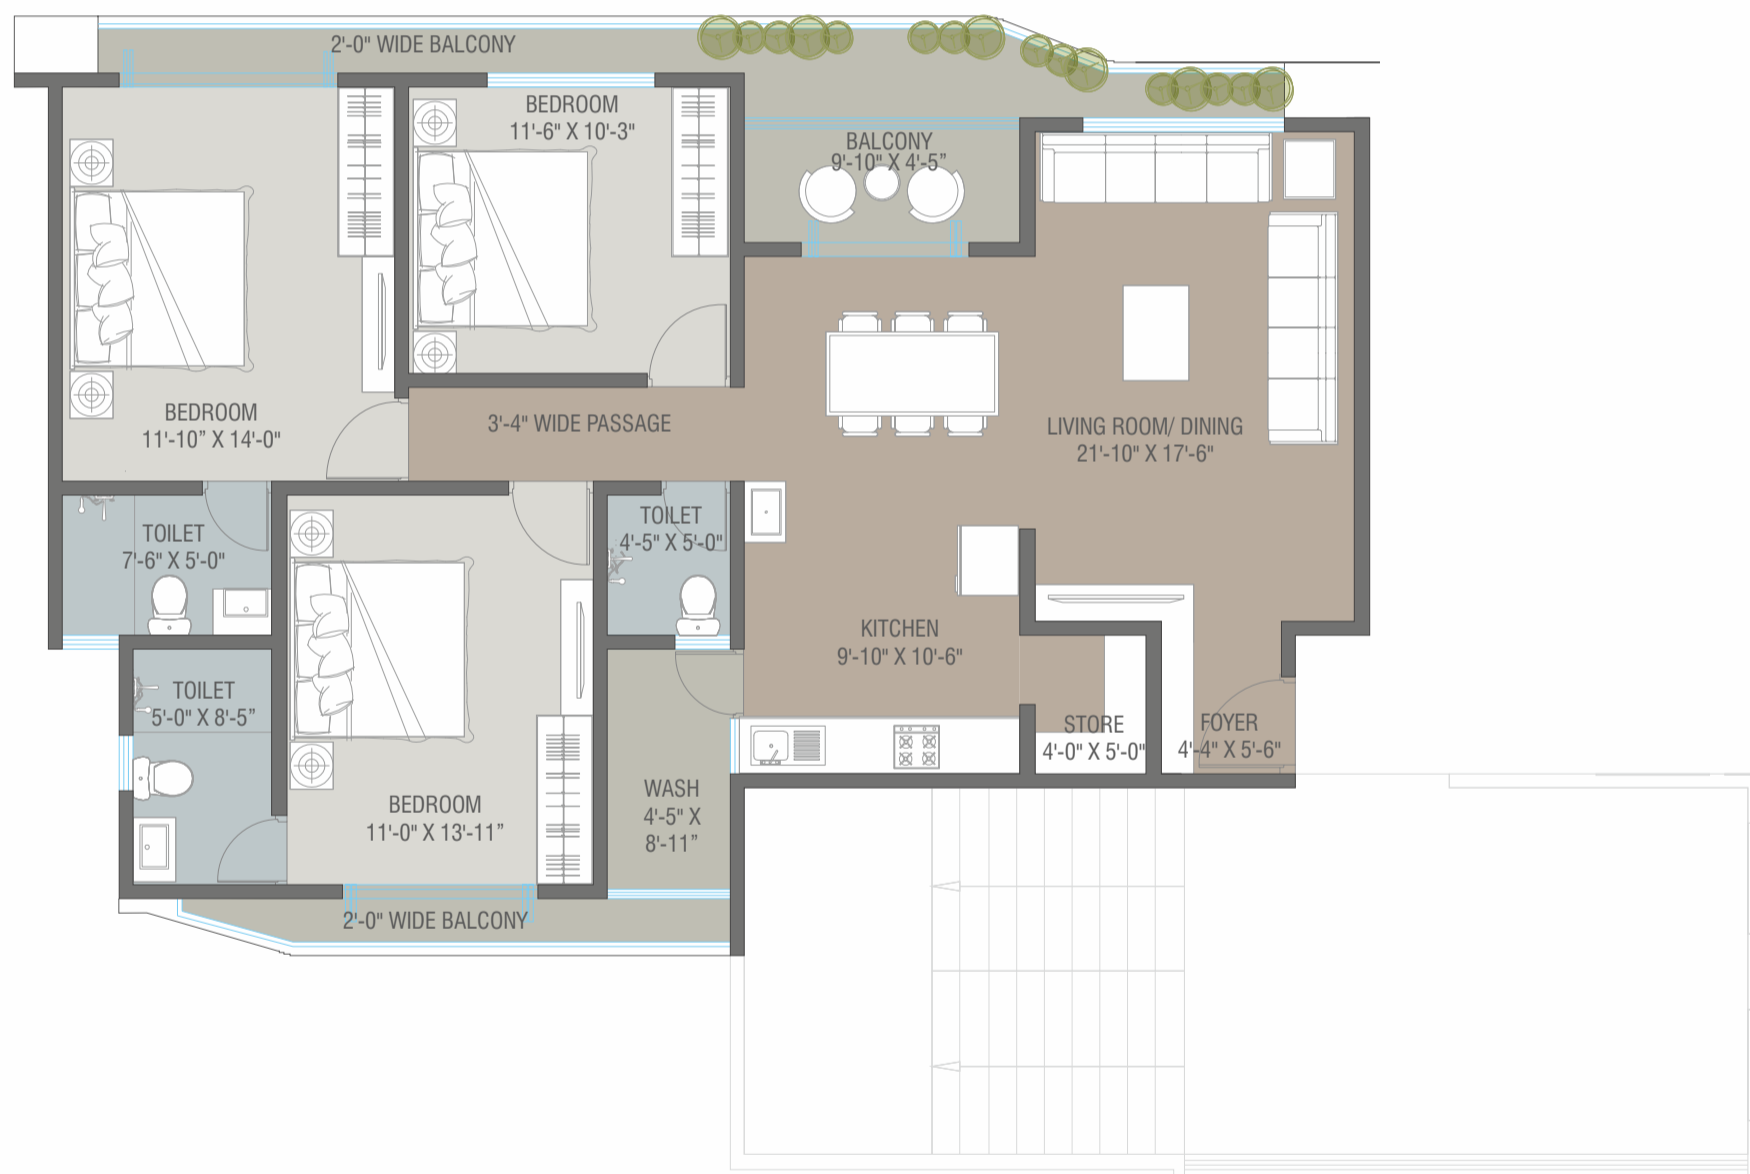 2'-0" WIDE BALCONY
BEDROOM
11'-6" X 10'-3"
BALCONY
9'-10" X 4'-5”
BEDROOM
11'-10” X 14'-0"
3'-4" WIDE PASSAGE
LIVING ROOM/ DINING
21'-10" X 17'-6"
TOILET
7'-6" X 5'-0"
TOILET
4'-5" X 5'-0"
KITCHEN
9'-10" X 10'-6"
TOILET
5'-0" X 8'-5”
STORE
4'-0" X 5'-0"
FOYER
4'-4" X 5'-6"
BEDROOM
11'-0" X 13'-11”
WASH
4'-5" X
8'-11”
2'-0" WIDE BALCONY